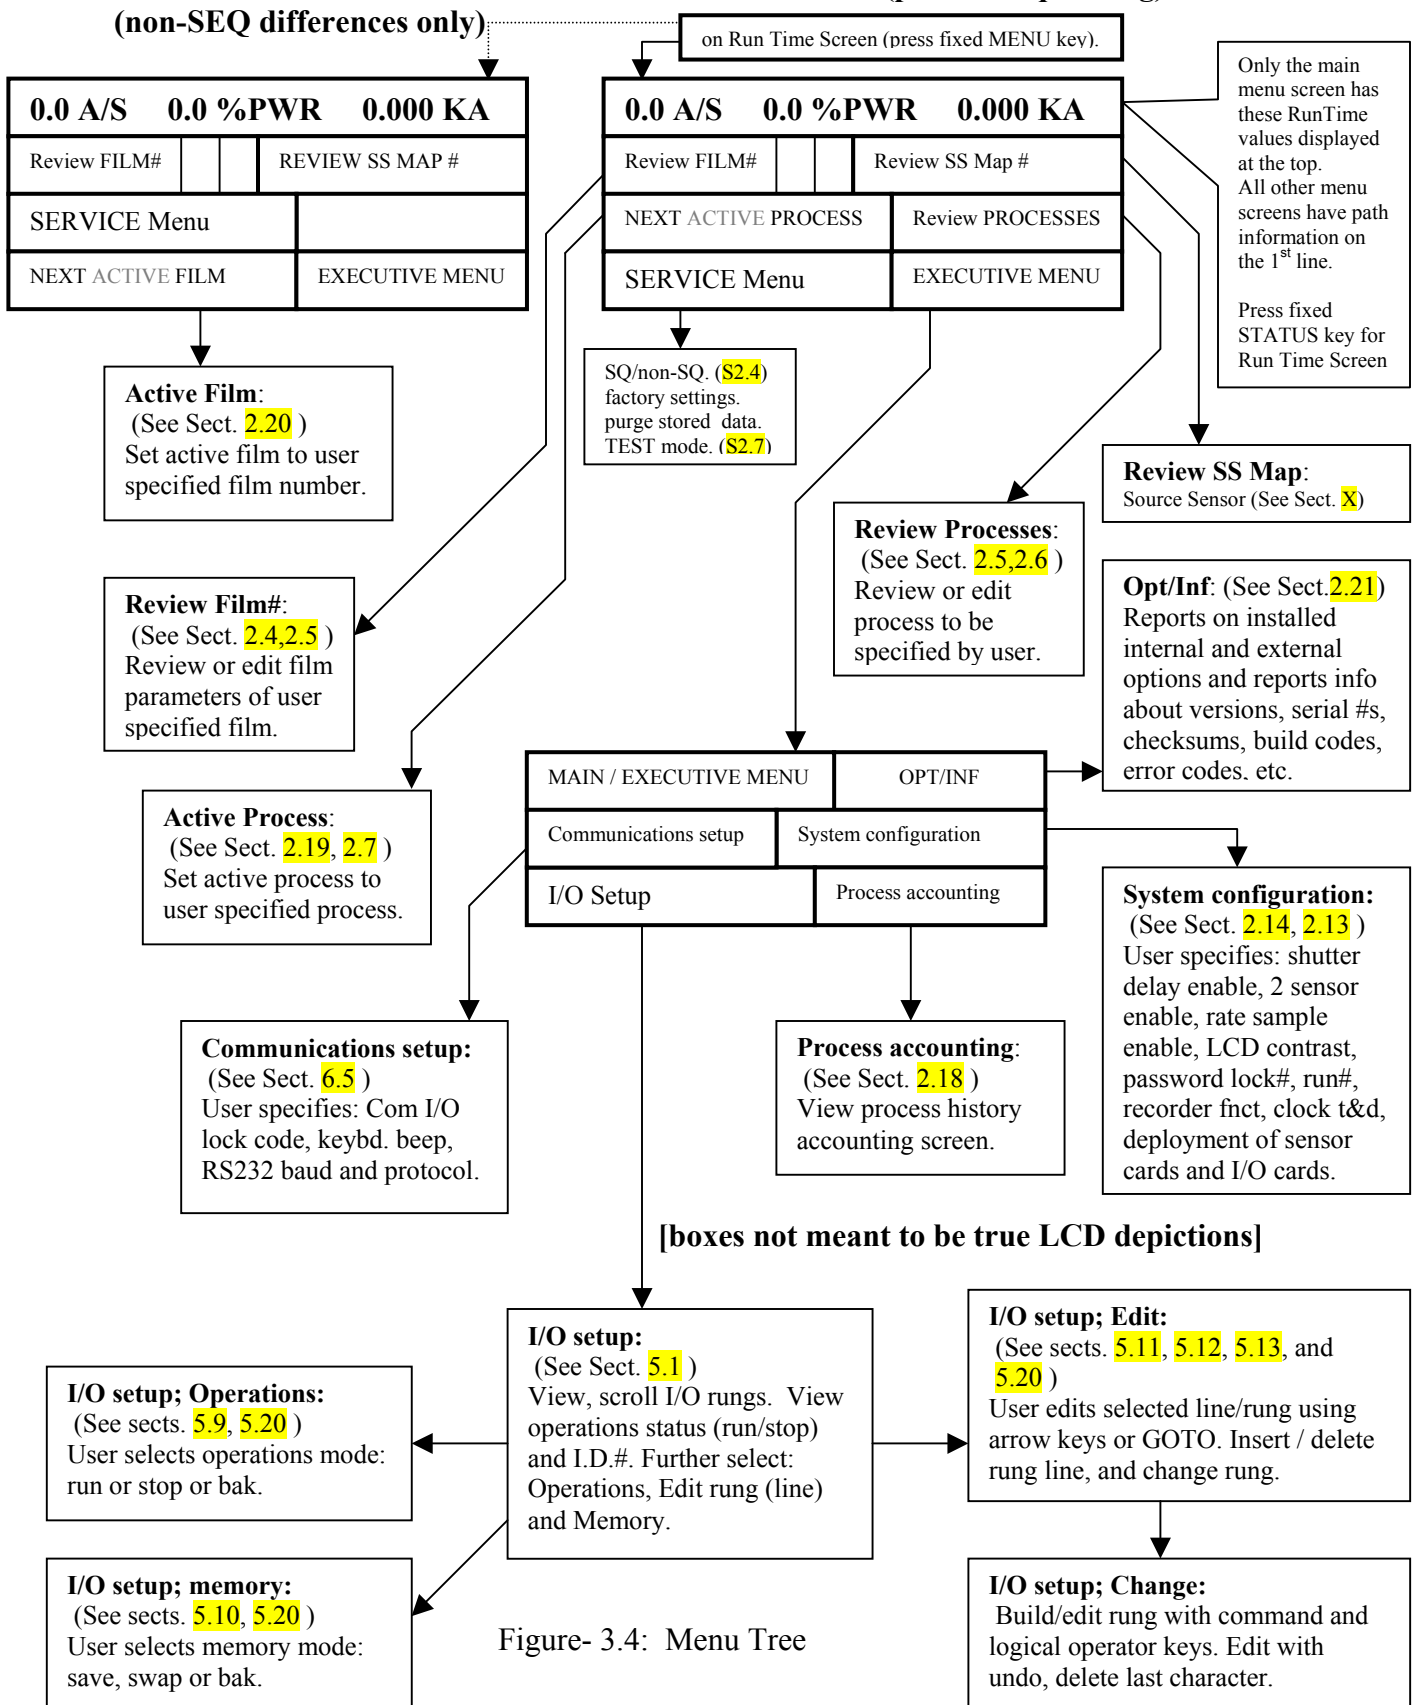 (non-SEQ differences only)
on Run Time Screen (press fixed MENU key).
0.0 A/S 0.0 %PWR 0.000 KA
Review FILM# REVIEW SS MAP #
SERVICE Menu
NEXT ACTIVE FILM EXECUTIVE MENU
0.0 A/S 0.0 %PWR 0.000 KA
Review FILM# Review SS Map #
NEXT ACTIVE PROCESS Review PROCESSES
SERVICE Menu EXECUTIVE MENU
Only the main
menu screen has
these RunTime
values displayed
at the top.
All other menu
screens have path
information on
the 1st line.
Press fixed
STATUS key for
Run Time Screen
Active Film:
(See Sect. 2.20 )
Set active film to user
specified film number.
SQ/non-SQ. (S2.4)
factory settings.
purge stored data.
TEST mode. (S2.7)
Review SS Map:
Source Sensor (See Sect. X)
Review Processes:
(See Sect. 2.5,2.6 )
Review or edit
process to be
specified by user.
Review Film#:
(See Sect. 2.4,2.5 )
Review or edit film
parameters of user
specified film.
Opt/Inf: (See Sect.2.21)
Reports on installed
internal and external
options and reports info
about versions, serial #s,
checksums, build codes,
error codes, etc.
Active Process:
(See Sect. 2.19, 2.7 )
Set active process to
user specified process.
MAIN / EXECUTIVE MENU OPT/INF
Communications setup System configuration
I/O Setup Process accounting
System configuration:
(See Sect. 2.14, 2.13 )
User specifies: shutter
delay enable, 2 sensor
enable, rate sample
enable, LCD contrast,
password lock#, run#,
recorder fnct, clock t&d,
deployment of sensor
cards and I/O cards.
Communications setup:
(See Sect. 6.5 )
User specifies: Com I/O
lock code, keybd. beep,
RS232 baud and protocol.
Process accounting:
(See Sect. 2.18 )
View process history
accounting screen.
[boxes not meant to be true LCD depictions]
I/O setup:
(See Sect. 5.1 )
View, scroll I/O rungs. View
operations status (run/stop)
and I.D.#. Further select:
Operations, Edit rung (line)
and Memory.
I/O setup; Edit:
(See sects. 5.11, 5.12, 5.13, and
5.20 )
User edits selected line/rung using
arrow keys or GOTO. Insert / delete
rung line, and change rung.
I/O setup; Operations:
(See sects. 5.9, 5.20 )
User selects operations mode:
run or stop or bak.
I/O setup; memory:
(See sects. 5.10, 5.20 )
User selects memory mode:
save, swap or bak.
I/O setup; Change:
Build/edit rung with command and
logical operator keys. Edit with
undo, delete last character.
Figure- 3.4: Menu Tree